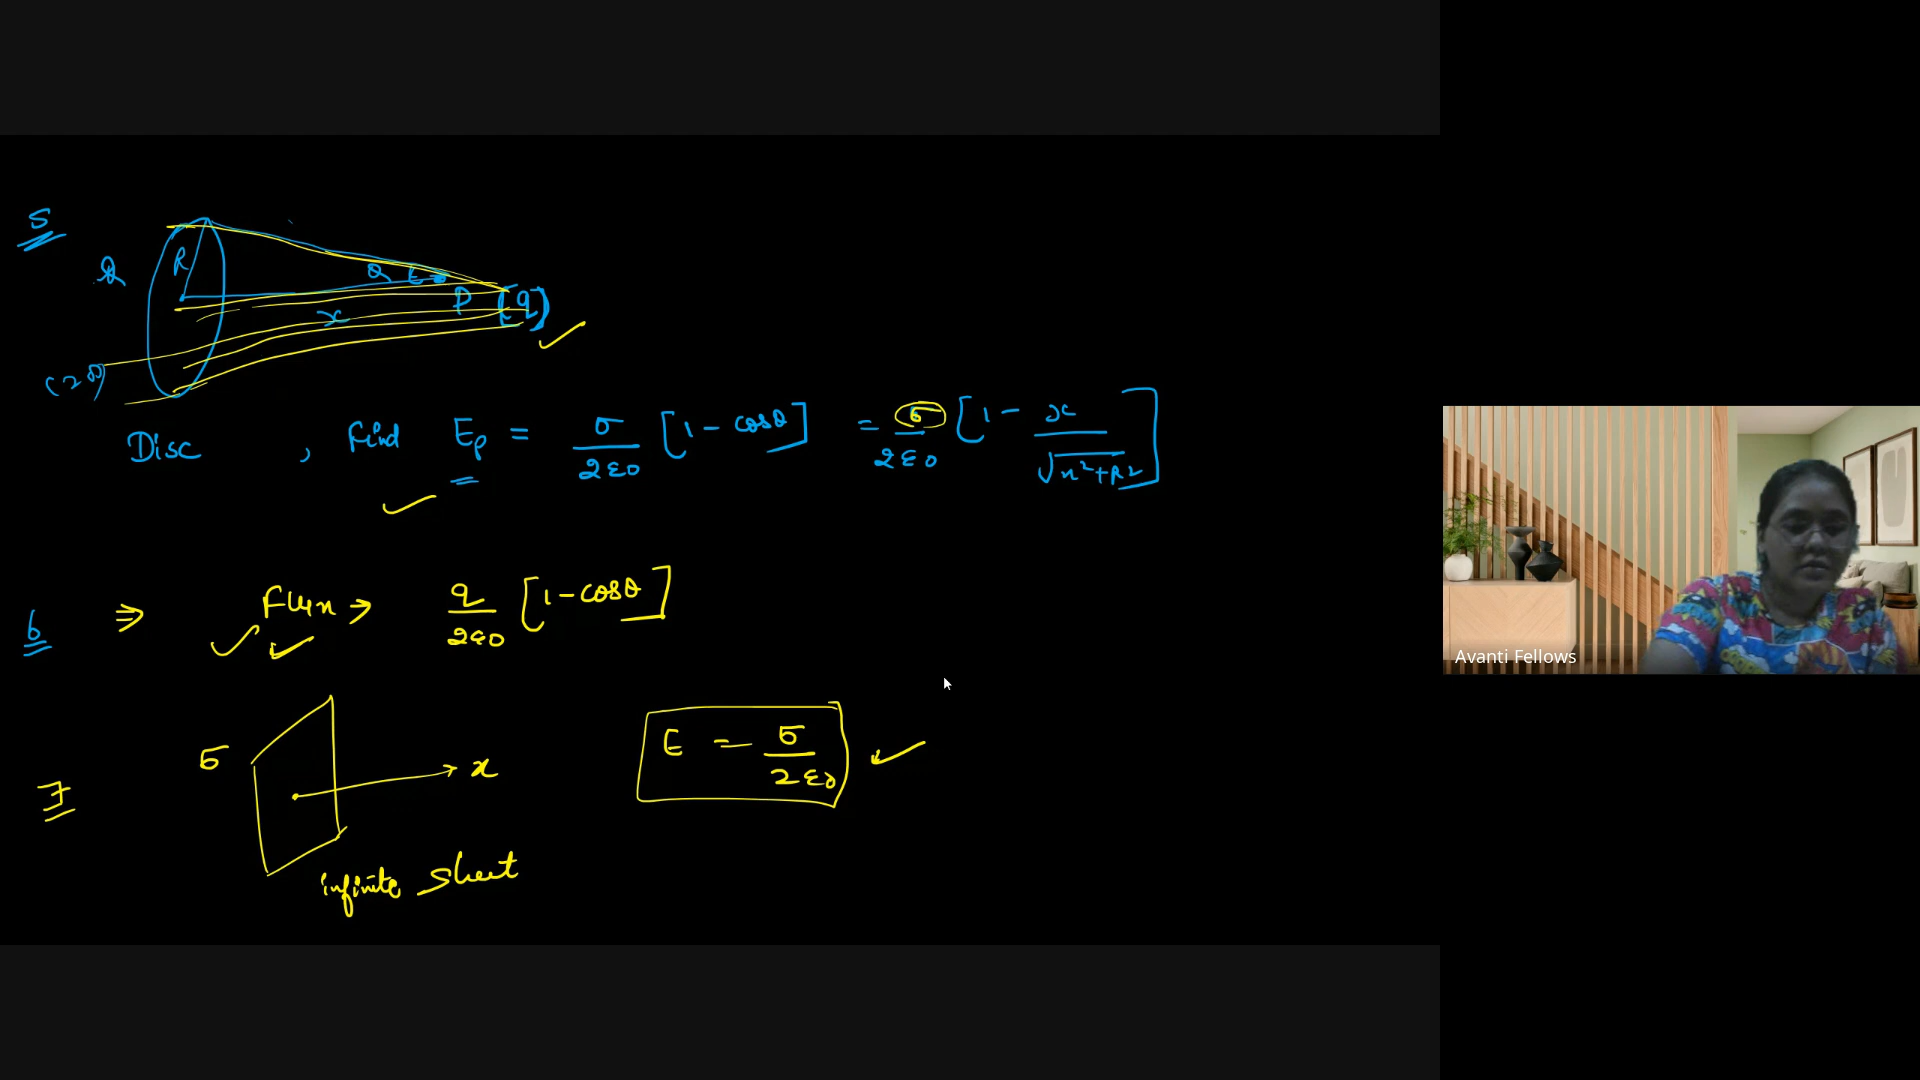 5
R
x
P (q)
Disc , Find Ep = σ/2ε0 [1 - cosθ] = σ/2ε0 [1 - x/√x²+R²]
6 ⇒ Flux → q/2ε0 [1-cosθ]
7 σ → x E = σ/2ε0
infinite sheet
Avanti Fellows